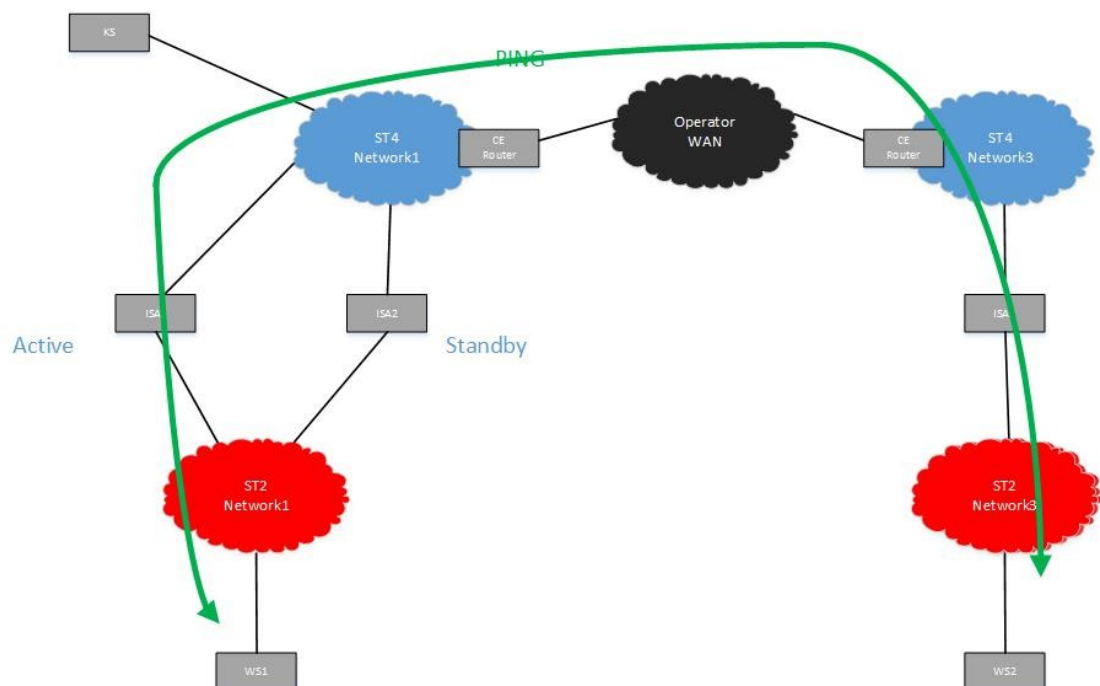 KS
PING
ST4
Network1
CE
Router
Operator
WAN
CE
Router
ST4
Network3
ISA
ISA2
ISA
Active
Standby
ST2
Network1
ST2
Network3
WS1
WS2